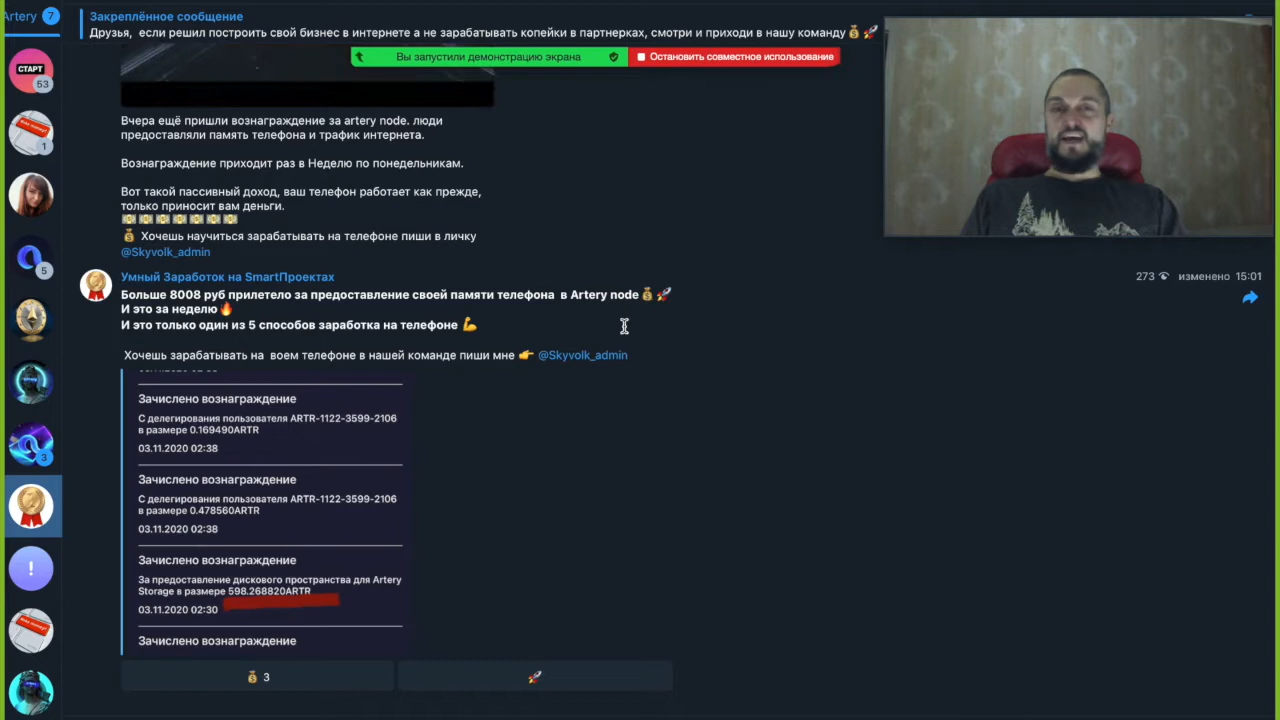 Artery 7
Закреплённое сообщение
Друзья, если решил построить свой бизнес в интернете а не зарабатывать копейки в партнерках, смотри и приходи в нашу команду💰🚀
Вы запустили демонстрацию экрана
Остановить совместное использование
СТАРТ
53
1
5
3
Вчера ещё пришли вознаграждение за artery node. люди
предоставляли память телефона и трафик интернета.
Вознаграждение приходит раз в Неделю по понедельникам.
Вот такой пассивный доход, ваш телефон работает как прежде,
только приносит вам деньги.
💵💵💵💵💵💵💵
💰 Хочешь научиться зарабатывать на телефоне пиши в личку
@Skyvolk_admin
Умный Заработок на SmartПроектах
273 изменено 15:01
Больше 8008 руб прилетело за предоставление своей памяти телефона в Artery node💰🚀
И это за неделю🔥
И это только один из 5 способов заработка на телефоне 💪
Хочешь зарабатывать на воем телефоне в нашей команде пиши мне 👉 @Skyvolk_admin
Зачислено вознаграждение
С делегирования пользователя ARTR-1122-3599-2106
в размере 0.169490ARTR
03.11.2020 02:38
Зачислено вознаграждение
С делегирования пользователя ARTR-1122-3599-2106
в размере 0.478560ARTR
03.11.2020 02:38
Зачислено вознаграждение
За предоставление дискового пространства для Artery
Storage в размере 598.268820ARTR
03.11.2020 02:30
Зачислено вознаграждение
💰 3
🚀